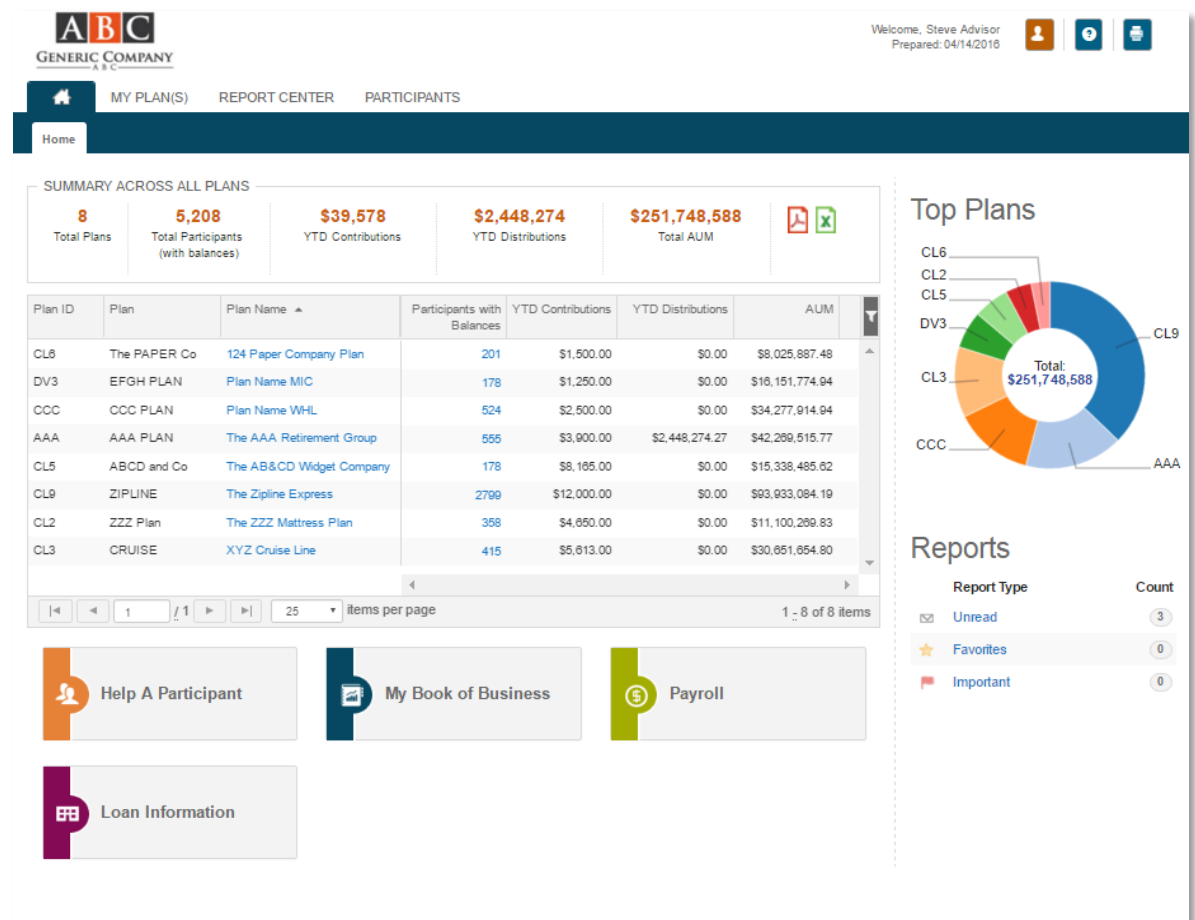 A B C
GENERIC COMPANY
A B C
Welcome, Steve Advisor
Prepared: 04/14/2016
MY PLAN(S) REPORT CENTER PARTICIPANTS
Home
SUMMARY ACROSS ALL PLANS
8 5,208 $39,578 $2,448,274 $251,748,588
Total Plans Total Participants YTD Contributions YTD Distributions Total AUM
(with balances)
Plan ID Plan Plan Name Participants with Balances YTD Contributions YTD Distributions AUM
CL6 The PAPER Co 124 Paper Company Plan 201 $1,500.00 $0.00 $8,025,887.48
DV3 EFGH PLAN Plan Name MIC 178 $1,250.00 $0.00 $16,151,774.94
CCC CCC PLAN Plan Name WHL 524 $2,500.00 $0.00 $34,277,914.94
AAA AAA PLAN The AAA Retirement Group 555 $3,900.00 $2,448,274.27 $42,269,515.77
CL5 ABCD and Co The AB&CD Widget Company 178 $8,165.00 $0.00 $15,338,485.62
CL9 ZIPLINE The Zipline Express 2799 $12,000.00 $0.00 $93,933,084.19
CL2 ZZZ Plan The ZZZ Mattress Plan 358 $4,650.00 $0.00 $11,100,269.83
CL3 CRUISE XYZ Cruise Line 415 $5,613.00 $0.00 $30,651,654.80
1 / 1 25 items per page 1 - 8 of 8 items
Help A Participant
My Book of Business
Payroll
Loan Information
Top Plans
CL6
CL2
CL5
DV3
CL9
CL3
Total:
$251,748,588
CCC
AAA
Reports
Report Type Count
Unread 3
Favorites 0
Important 0